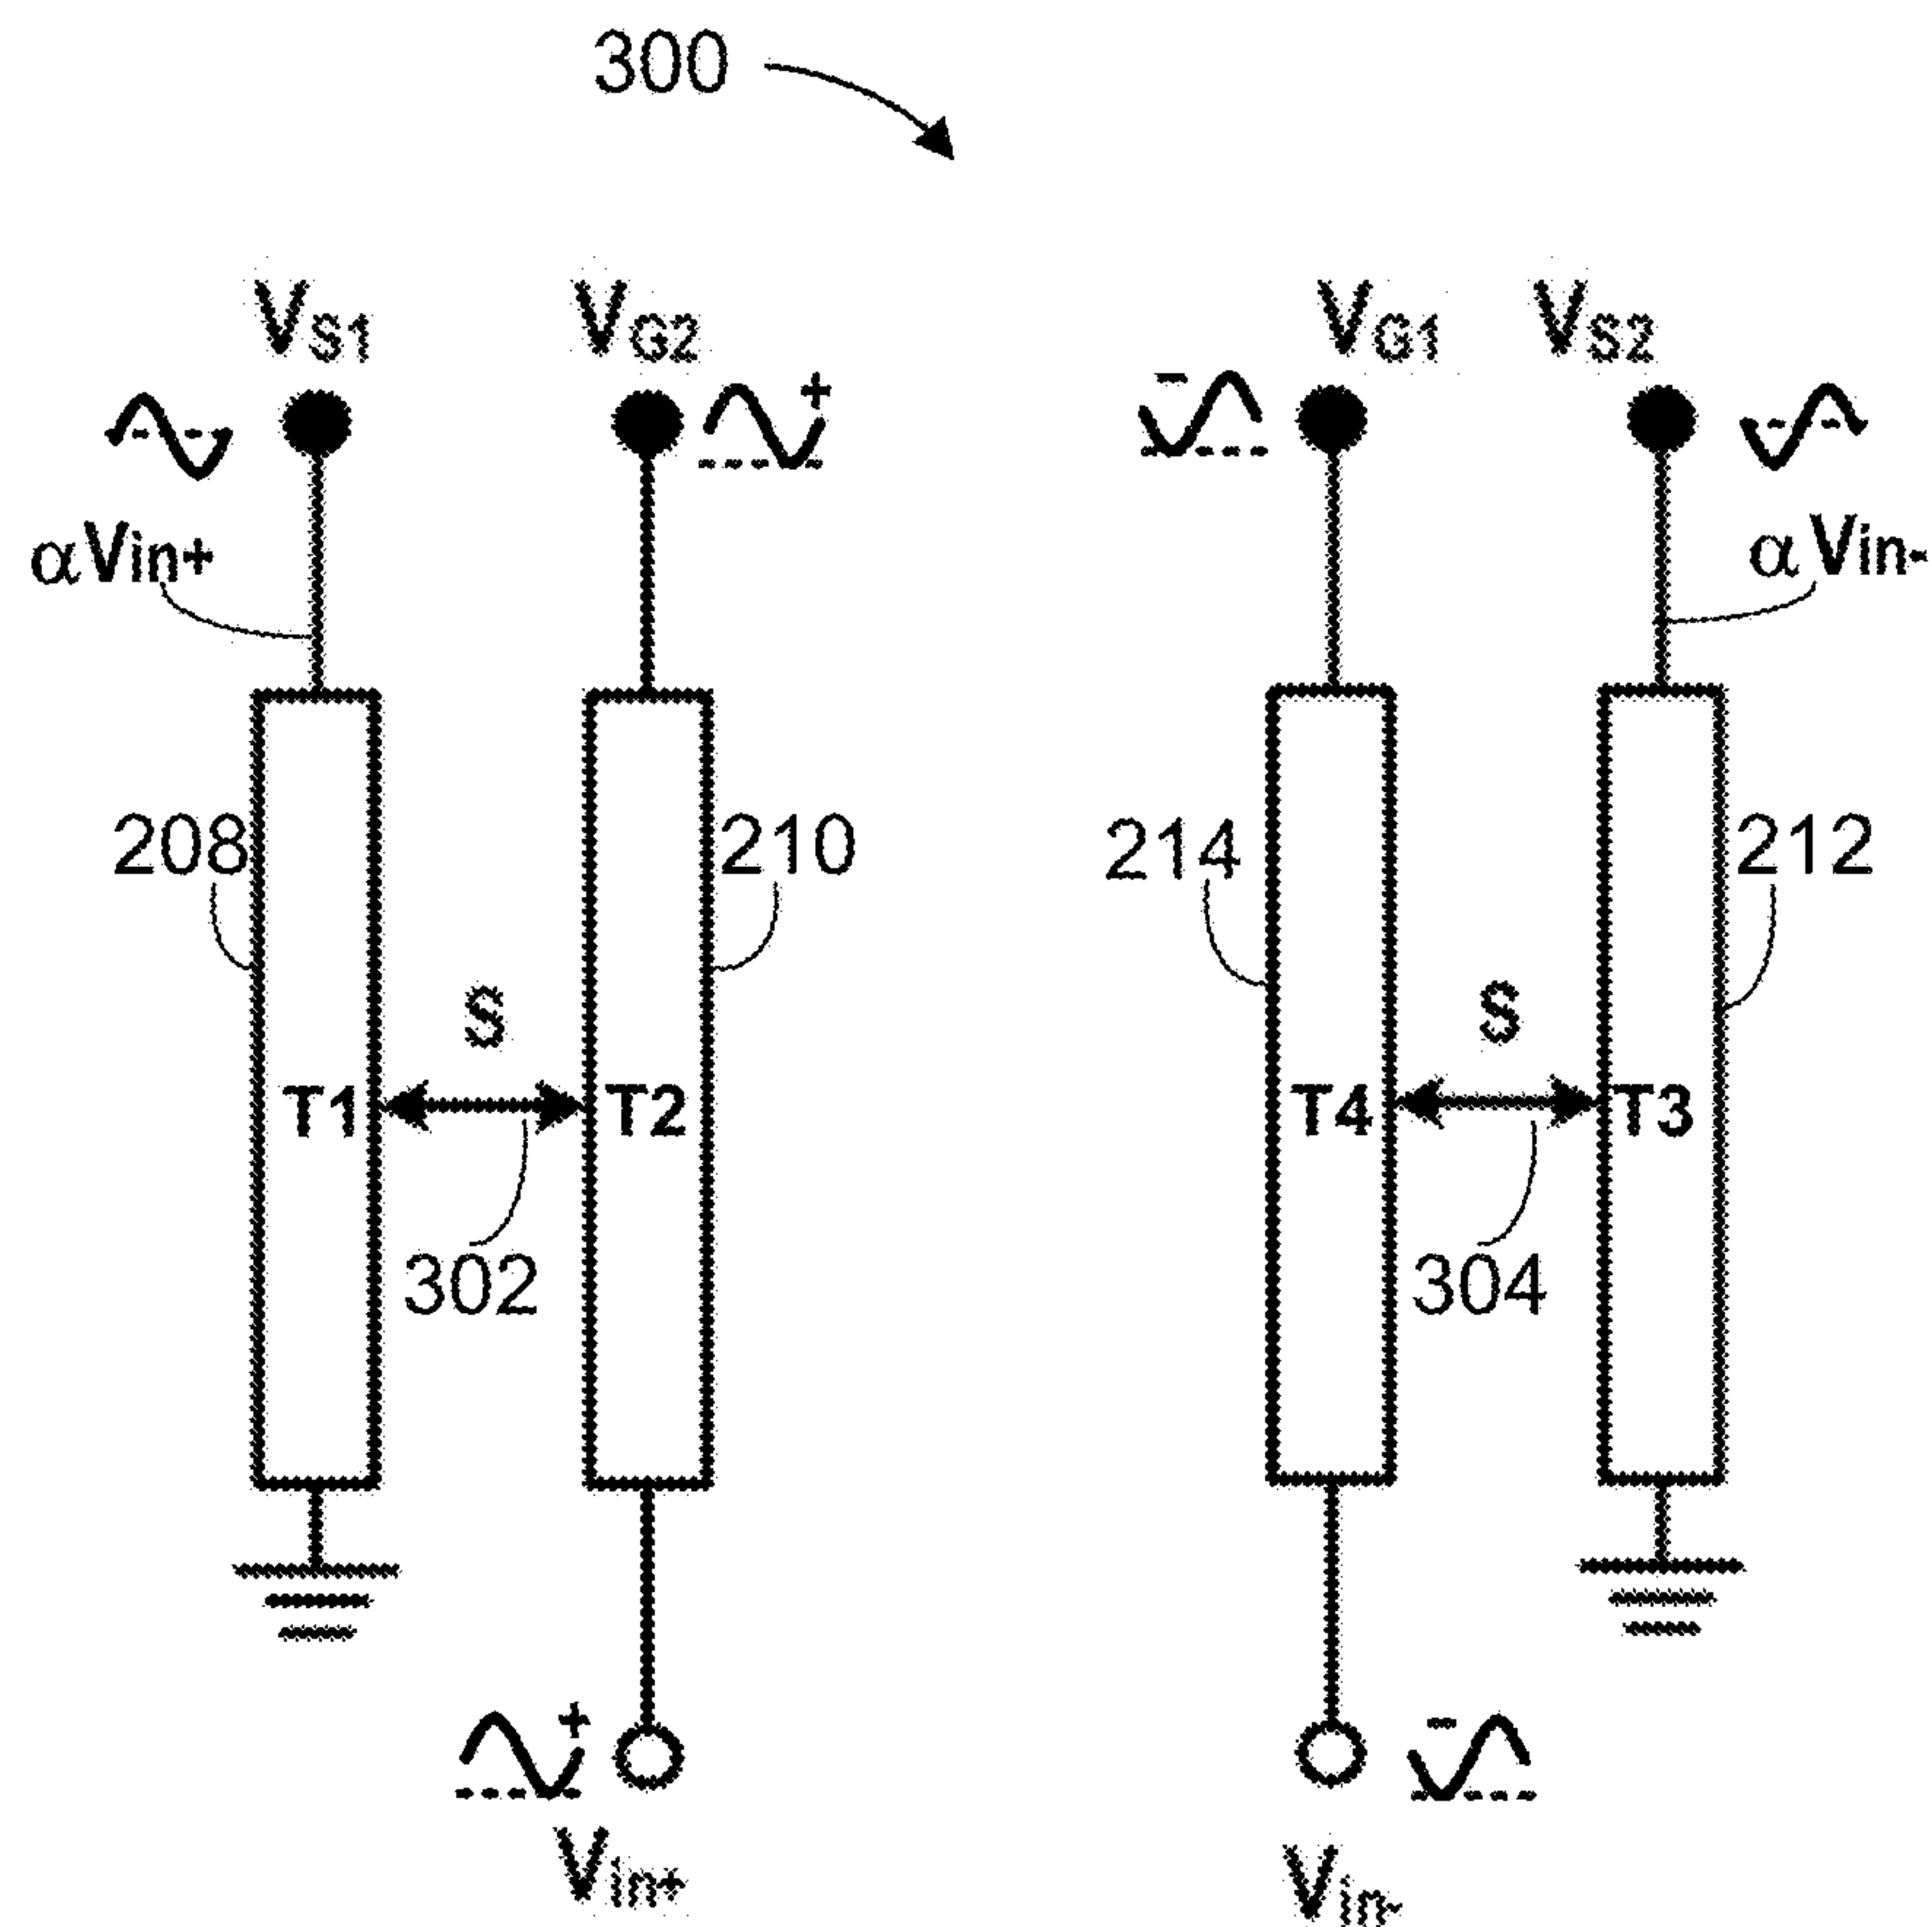 300
VS1 VG2 VG1 VS2
+ -
αVin+ αVin-
208 210 214 212
S S
T1 T2 T4 T3
302 304
+ -
Vin+ Vin-